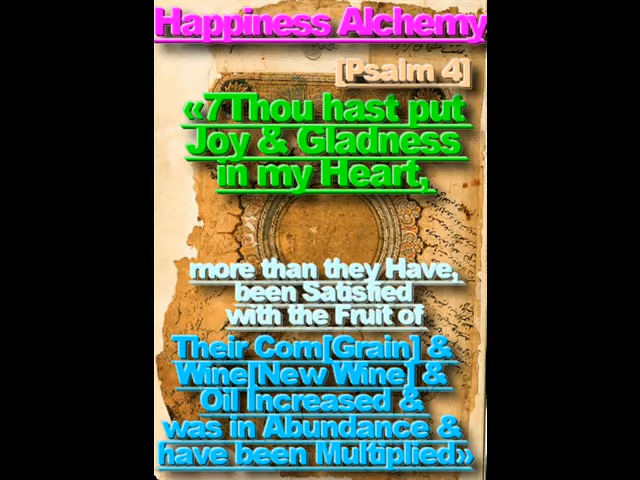 Happiness Alchemy
[Psalm 4]
«7Thou hast put
Joy & Gladness
in my Heart,
more than they Have,
been Satisfied
with the Fruit of
Their Corn[Grain] &
Wine[New Wine] &
Oil Increased &
was in Abundance &
have been Multiplied»